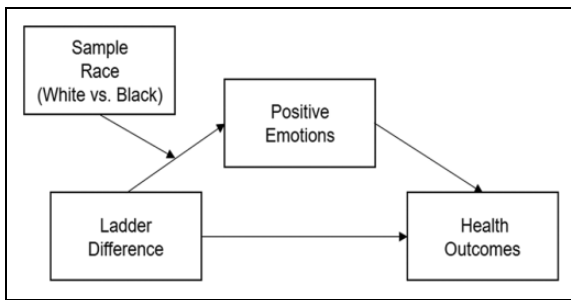 Sample
Race
(White vs. Black)
Positive
Emotions
Ladder
Difference
Health
Outcomes